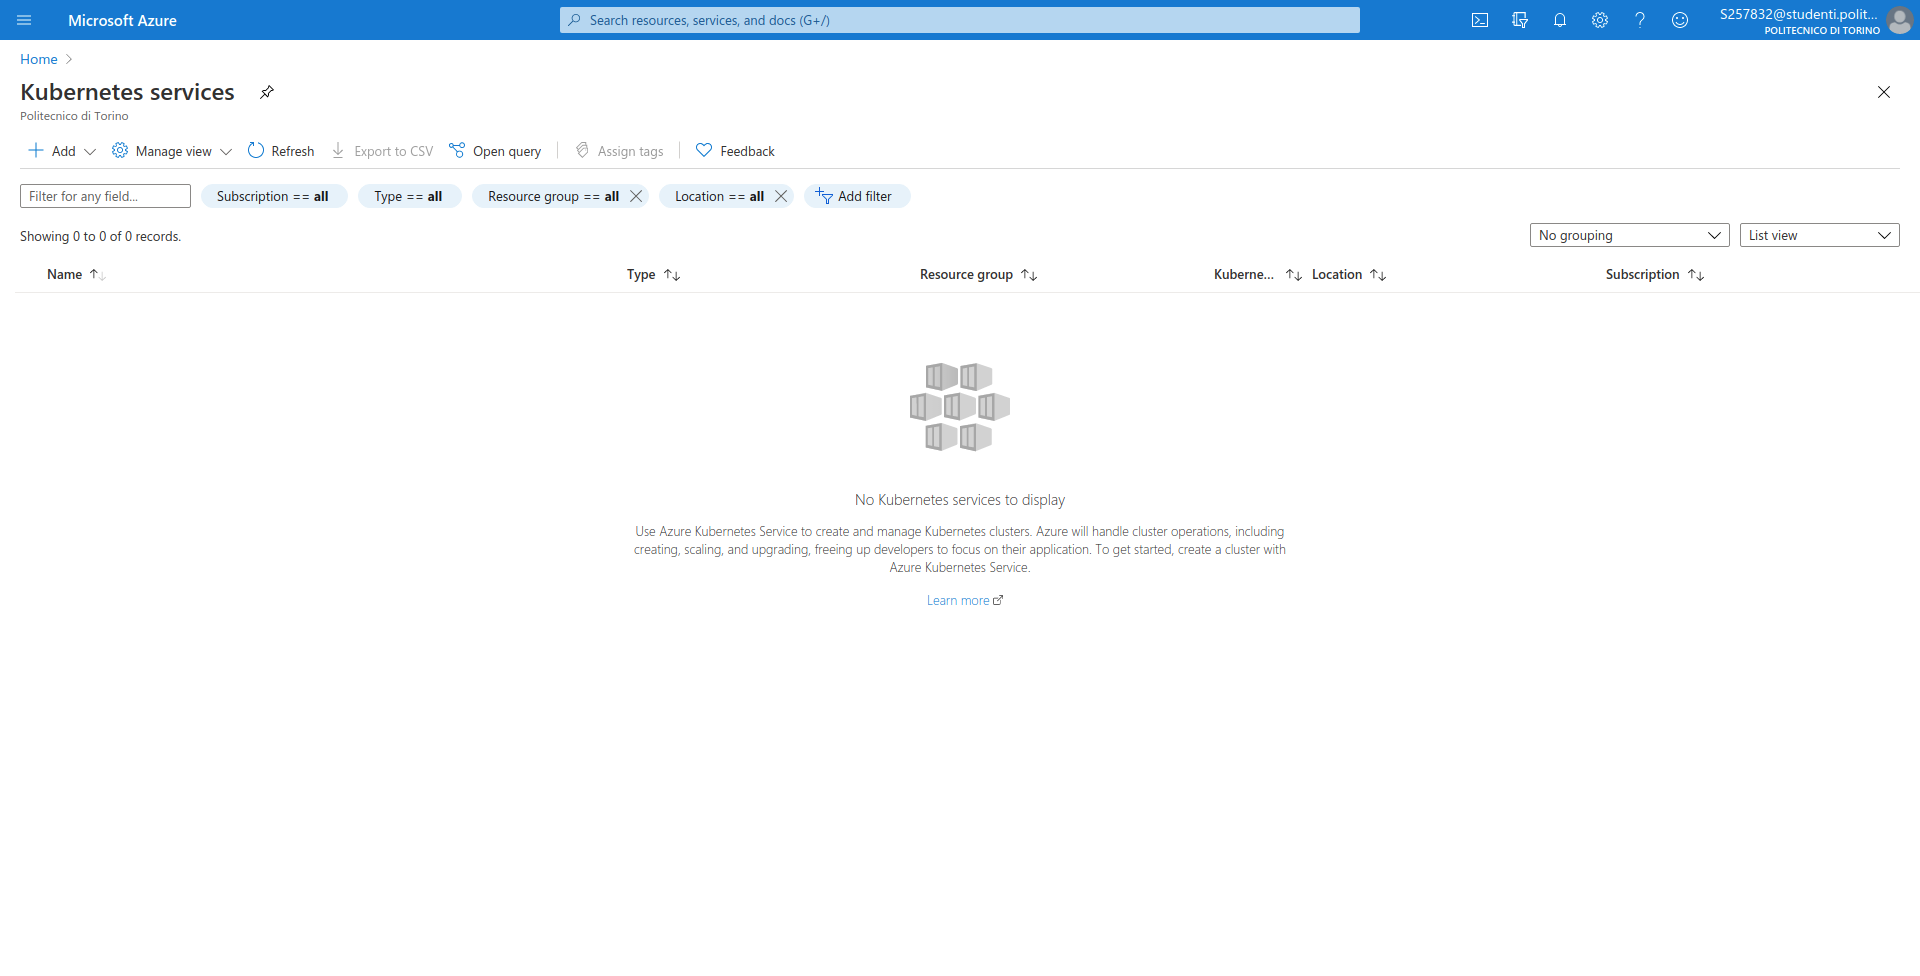 Microsoft Azure
Search resources, services, and docs (G+/)
S257832@studenti.polit...
POLITECNICO DI TORINO
Home
Kubernetes services
Politecnico di Torino
Add
Manage view
Refresh
Export to CSV
Open query
Assign tags
Feedback
Filter for any field...
Subscription == all
Type == all
Resource group == all
Location == all
Add filter
Showing 0 to 0 of 0 records.
No grouping
List view
Name
Type
Resource group
Kuberne...
Location
Subscription
No Kubernetes services to display
Use Azure Kubernetes Service to create and manage Kubernetes clusters. Azure will handle cluster operations, including
creating, scaling, and upgrading, freeing up developers to focus on their application. To get started, create a cluster with
Azure Kubernetes Service.
Learn more